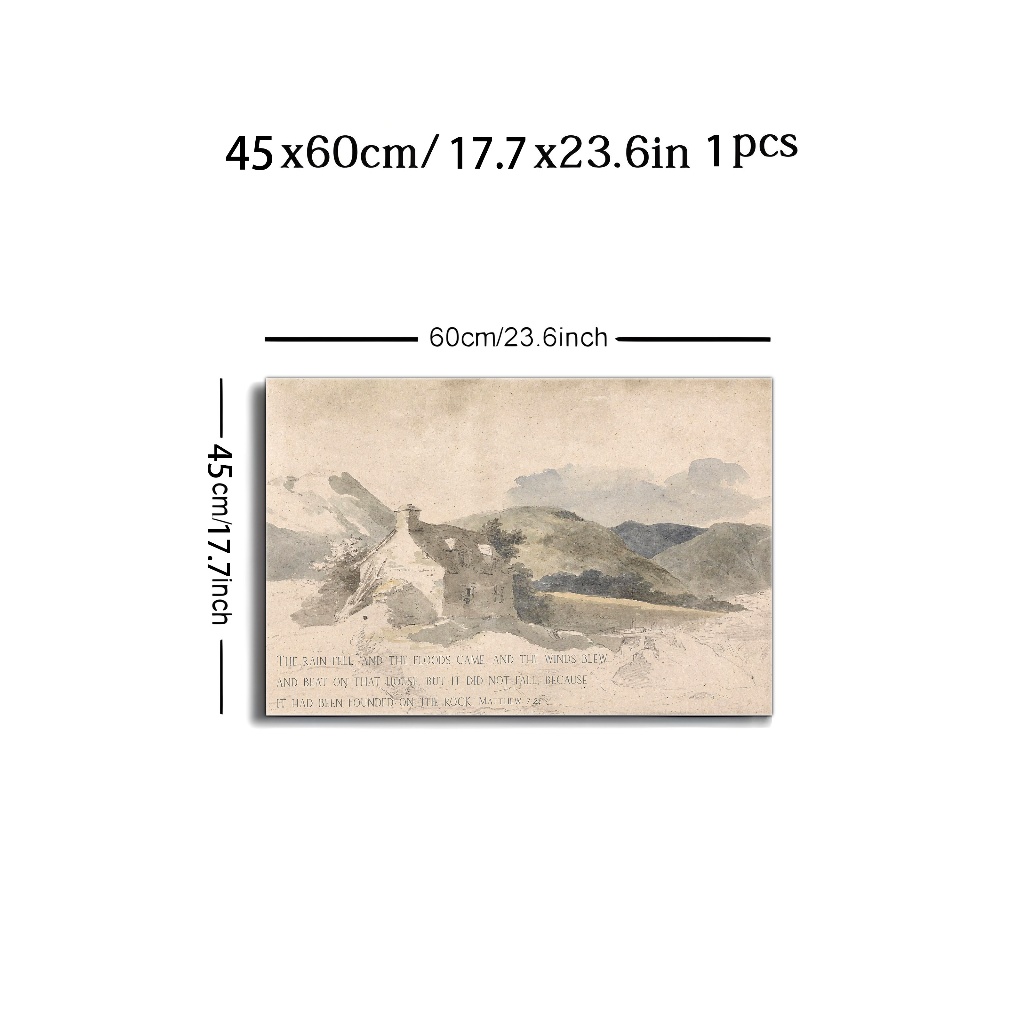 45x60cm/ 17.7x23.6in 1pcs
60cm/23.6inch
45cm/17.7inch
THE RAIN FELL, AND THE FLOODS CAME, AND THE WINDS BLEW
AND BEAT ON THAT HOUSE, BUT IT DID NOT FALL, BECAUSE
IT HAD BEEN FOUNDED ON THE ROCK. MATTHEW